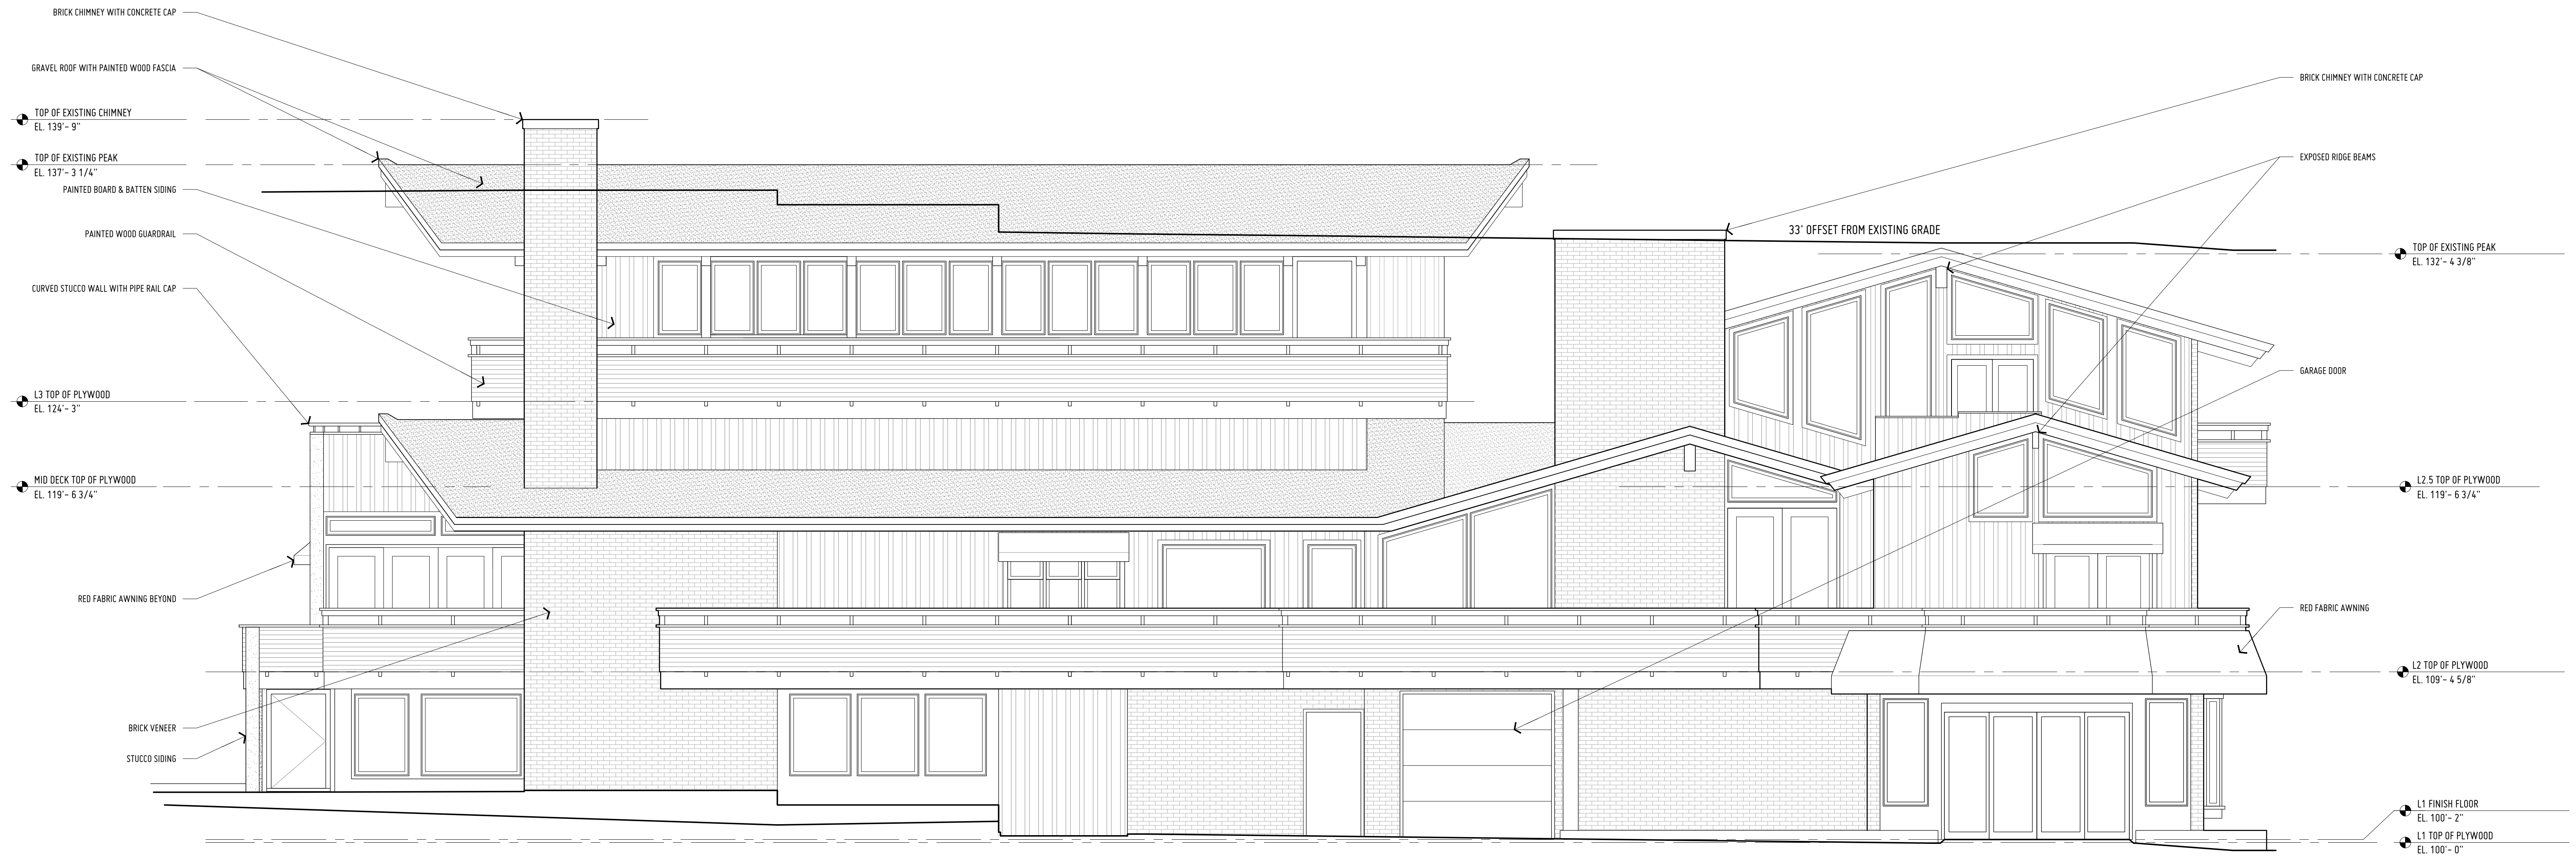 BRICK CHIMNEY WITH CONCRETE CAP
GRAVEL ROOF WITH PAINTED WOOD FASCIA
TOP OF EXISTING CHIMNEY
EL. 139'- 9"
TOP OF EXISTING PEAK
EL. 137'- 3 1/4"
PAINTED BOARD & BATTEN SIDING
PAINTED WOOD GUARDRAIL
CURVED STUCCO WALL WITH PIPE RAIL CAP
L3 TOP OF PLYWOOD
EL. 124'- 3"
MID DECK TOP OF PLYWOOD
EL. 119'- 6 3/4"
RED FABRIC AWNING BEYOND
BRICK VENEER
STUCCO SIDING
33' OFFSET FROM EXISTING GRADE
BRICK CHIMNEY WITH CONCRETE CAP
EXPOSED RIDGE BEAMS
TOP OF EXISTING PEAK
EL. 132'- 4 3/8"
GARAGE DOOR
L2.5 TOP OF PLYWOOD
EL. 119'- 6 3/4"
RED FABRIC AWNING
L2 TOP OF PLYWOOD
EL. 109'- 4 5/8"
L1 FINISH FLOOR
EL. 100'- 2"
L1 TOP OF PLYWOOD
EL. 100'- 0"